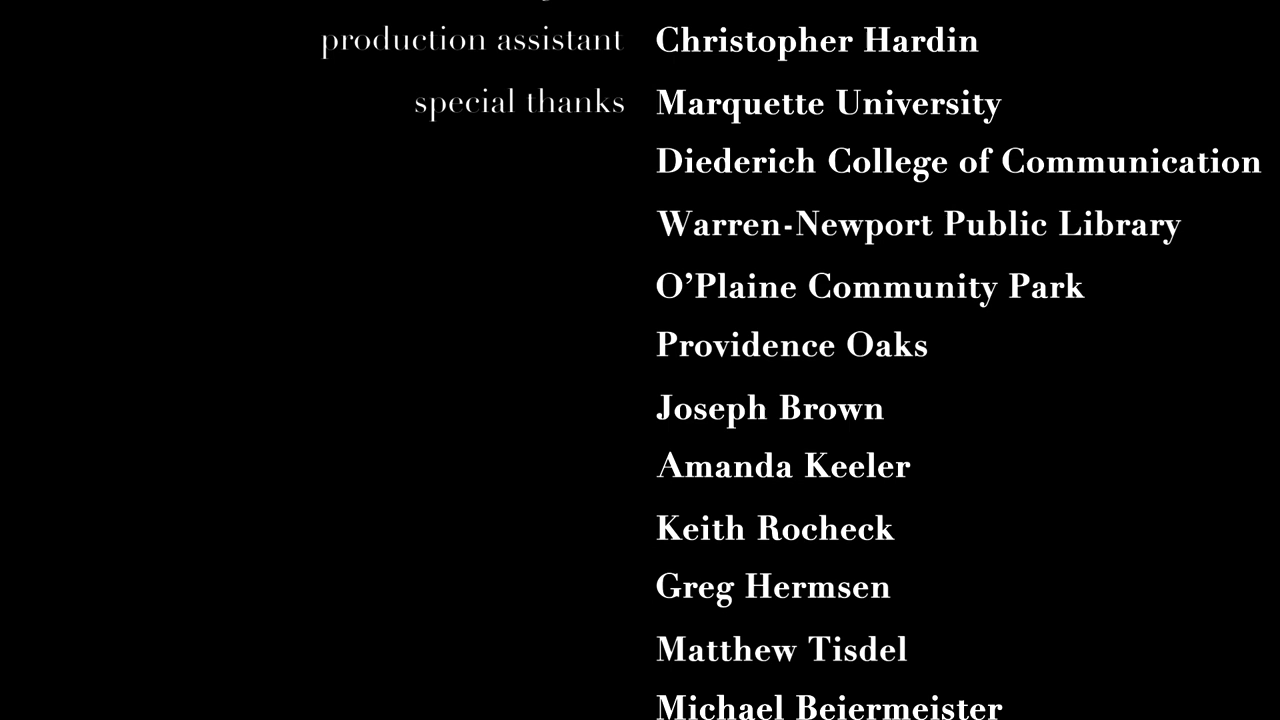 production assistant Christopher Hardin
special thanks Marquette University
Diederich College of Communication
Warren-Newport Public Library
O’Plaine Community Park
Providence Oaks
Joseph Brown
Amanda Keeler
Keith Rocheck
Greg Hermsen
Matthew Tisdel
Michael Beiermeister